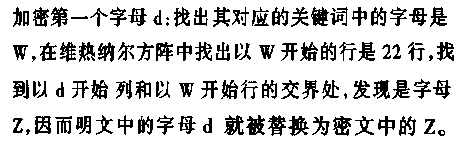 加密第一个字母 d:找出其对应的关键词中的字母是
W,在维热纳尔方阵中找出以 W 开始的行是 22 行,找
到以 d 开始 列和以 W 开始行的交界处,发现是字母
Z,因而明文中的字母 d 就被替换为密文中的 Z。